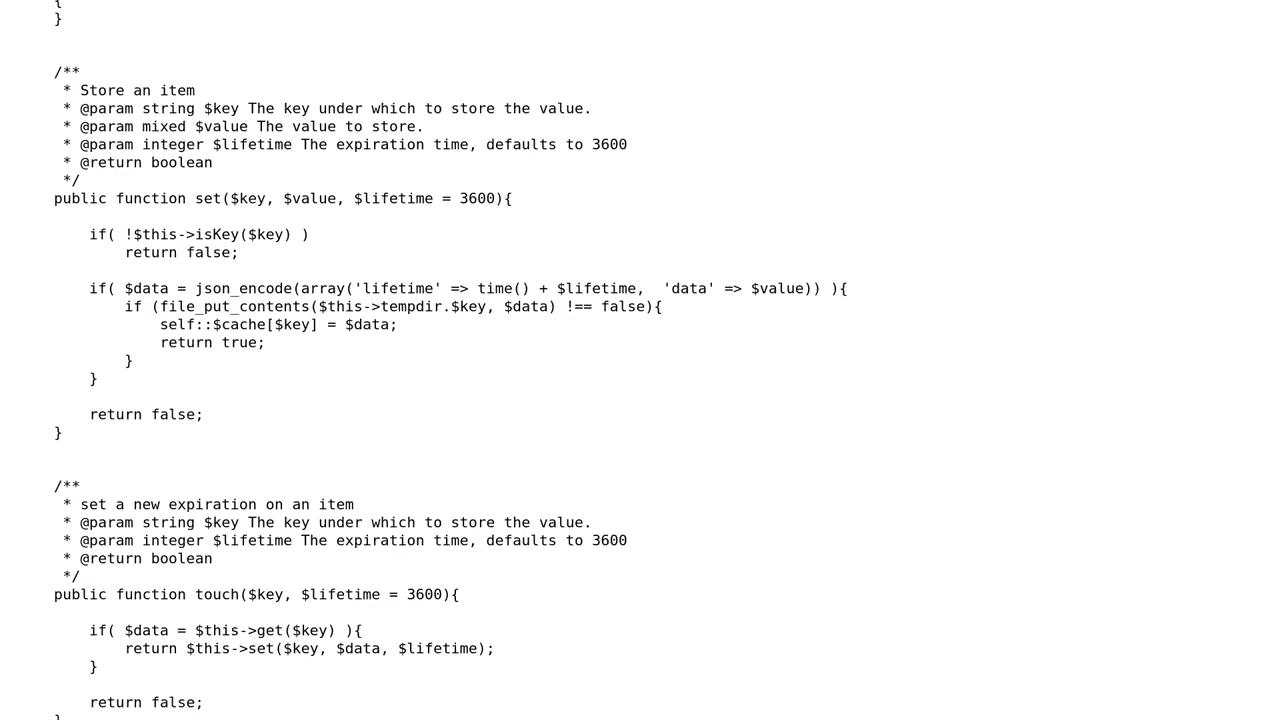 {
}
/**
 * Store an item
 * @param string $key The key under which to store the value.
 * @param mixed $value The value to store.
 * @param integer $lifetime The expiration time, defaults to 3600
 * @return boolean
 */
public function set($key, $value, $lifetime = 3600){
    if( !$this->isKey($key) )
        return false;
    if( $data = json_encode(array('lifetime' => time() + $lifetime,  'data' => $value)) ){
        if (file_put_contents($this->tempdir.$key, $data) !== false){
            self::$cache[$key] = $data;
            return true;
        }
    }
    return false;
}
/**
 * set a new expiration on an item
 * @param string $key The key under which to store the value.
 * @param integer $lifetime The expiration time, defaults to 3600
 * @return boolean
 */
public function touch($key, $lifetime = 3600){
    if( $data = $this->get($key) ){
        return $this->set($key, $data, $lifetime);
    }
    return false;
}